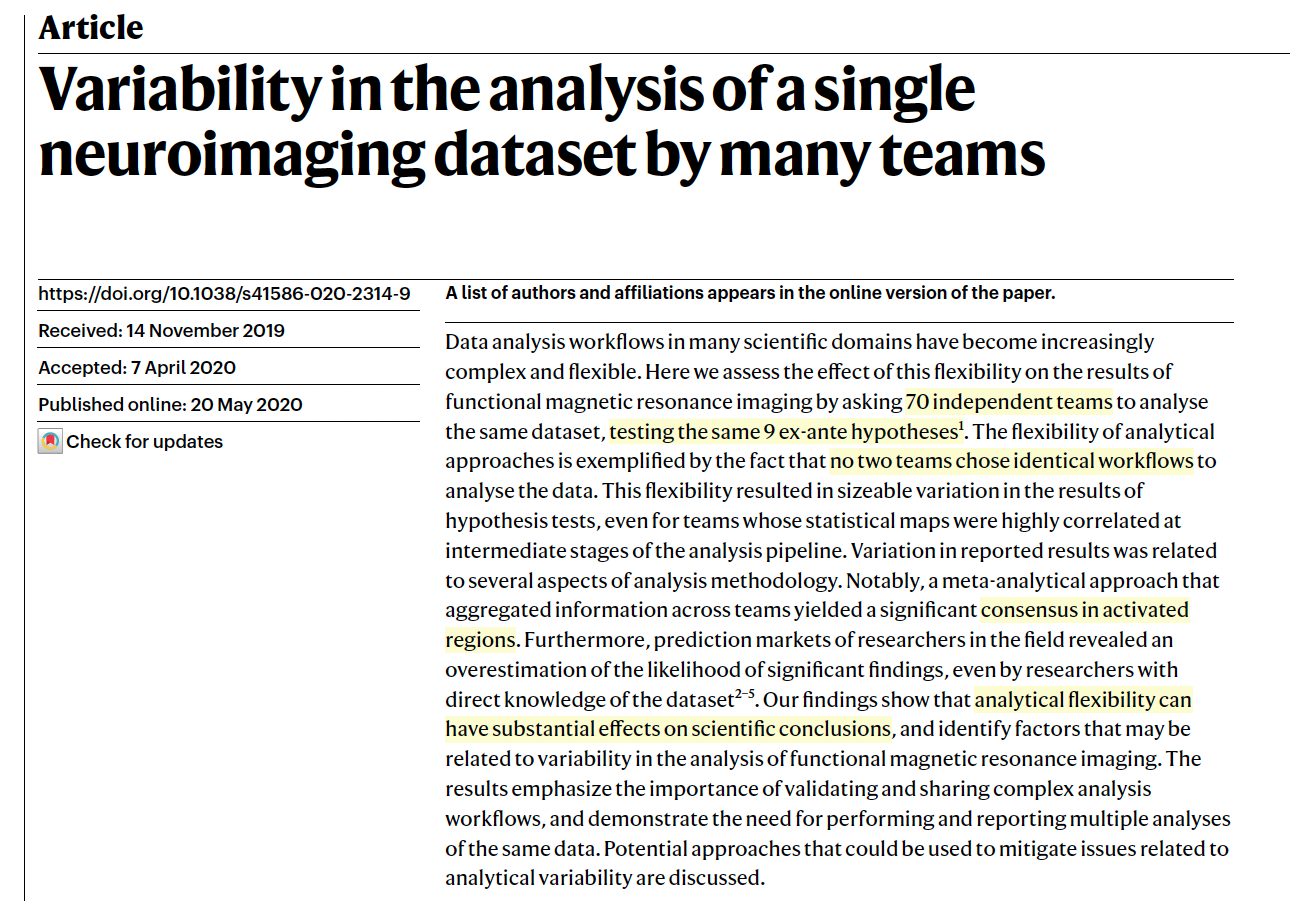 Article
Variability in the analysis of a single
neuroimaging dataset by many teams
https://doi.org/10.1038/s41586-020-2314-9
Received: 14 November 2019
Accepted: 7 April 2020
Published online: 20 May 2020
Check for updates
A list of authors and affiliations appears in the online version of the paper.
Data analysis workflows in many scientific domains have become increasingly
complex and flexible. Here we assess the effect of this flexibility on the results of
functional magnetic resonance imaging by asking 70 independent teams to analyse
the same dataset, testing the same 9 ex-ante hypotheses¹. The flexibility of analytical
approaches is exemplified by the fact that no two teams chose identical workflows to
analyse the data. This flexibility resulted in sizeable variation in the results of
hypothesis tests, even for teams whose statistical maps were highly correlated at
intermediate stages of the analysis pipeline. Variation in reported results was related
to several aspects of analysis methodology. Notably, a meta-analytical approach that
aggregated information across teams yielded a significant consensus in activated
regions. Furthermore, prediction markets of researchers in the field revealed an
overestimation of the likelihood of significant findings, even by researchers with
direct knowledge of the dataset²⁻⁵. Our findings show that analytical flexibility can
have substantial effects on scientific conclusions, and identify factors that may be
related to variability in the analysis of functional magnetic resonance imaging. The
results emphasize the importance of validating and sharing complex analysis
workflows, and demonstrate the need for performing and reporting multiple analyses
of the same data. Potential approaches that could be used to mitigate issues related to
analytical variability are discussed.